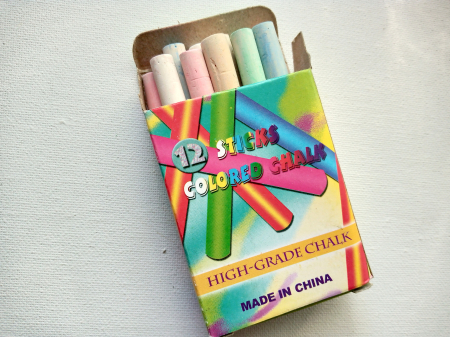 12 STICKS
COLORED CHALK
HIGH-GRADE CHALK
MADE IN CHINA